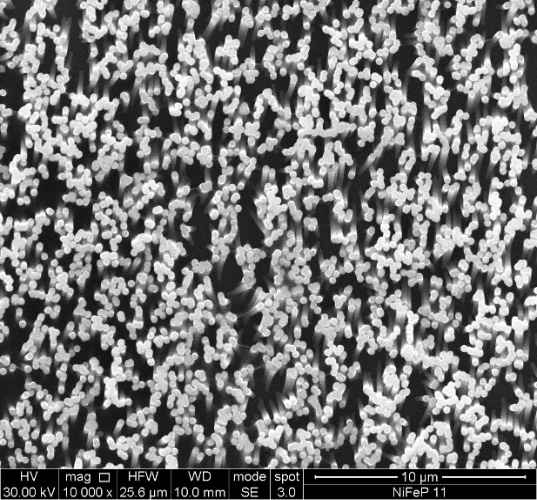 HV mag □ HFW WD mode spot
30.00 kV 10 000 x 25.6 µm 10.0 mm SE 3.0
10 µm
NiFeP 11